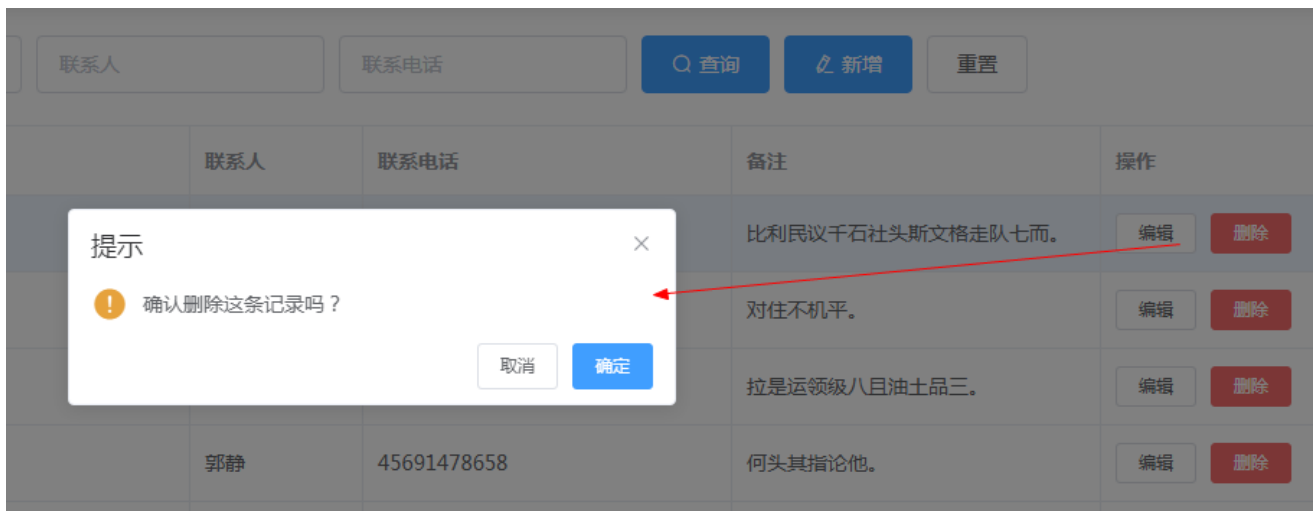 联系人 联系电话 查询 新增 重置
联系人 联系电话 备注 操作
比利民议千石社头斯文格走队七而。 编辑 删除
提示
确认删除这条记录吗？
对住不机平。 编辑 删除
取消 确定
拉是运领级八且油土品三。 编辑 删除
郭静 45691478658 何头其指论他。 编辑 删除